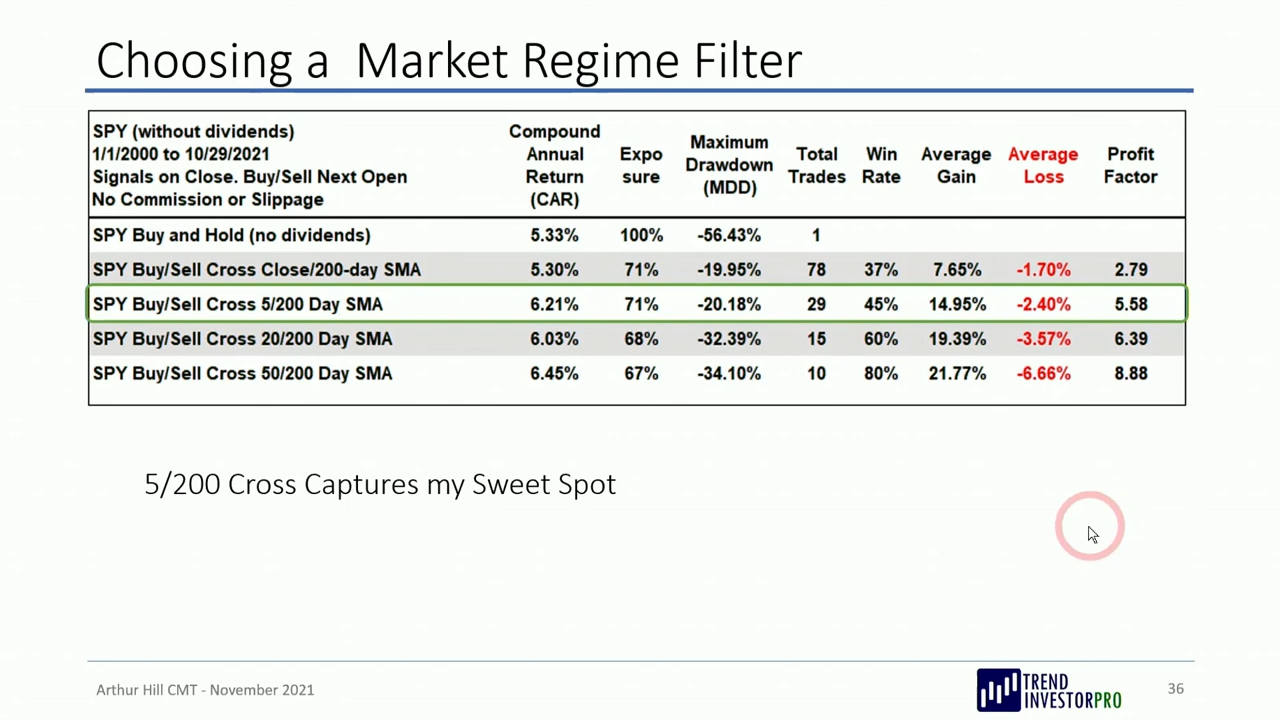 Choosing a Market Regime Filter
SPY (without dividends)
1/1/2000 to 10/29/2021
Signals on Close. Buy/Sell Next Open
No Commission or Slippage
Compound
Annual
Return
(CAR)
Expo
sure
Maximum
Drawdown
(MDD)
Total
Trades
Win
Rate
Average
Gain
Average
Loss
Profit
Factor
SPY Buy and Hold (no dividends) 5.33% 100% -56.43% 1
SPY Buy/Sell Cross Close/200-day SMA 5.30% 71% -19.95% 78 37% 7.65% -1.70% 2.79
SPY Buy/Sell Cross 5/200 Day SMA 6.21% 71% -20.18% 29 45% 14.95% -2.40% 5.58
SPY Buy/Sell Cross 20/200 Day SMA 6.03% 68% -32.39% 15 60% 19.39% -3.57% 6.39
SPY Buy/Sell Cross 50/200 Day SMA 6.45% 67% -34.10% 10 80% 21.77% -6.66% 8.88
5/200 Cross Captures my Sweet Spot
Arthur Hill CMT - November 2021
TREND
INVESTORPRO
36